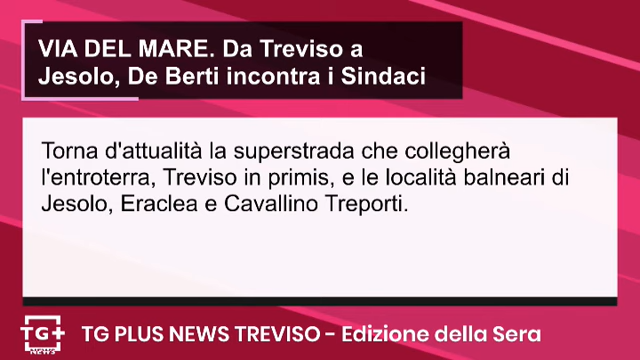 VIA DEL MARE. Da Treviso a
Jesolo, De Berti incontra i Sindaci
Torna d'attualità la superstrada che collegherà
l'entroterra, Treviso in primis, e le località balneari di
Jesolo, Eraclea e Cavallino Treporti.
TG+
NEWS
TG PLUS NEWS TREVISO - Edizione della Sera